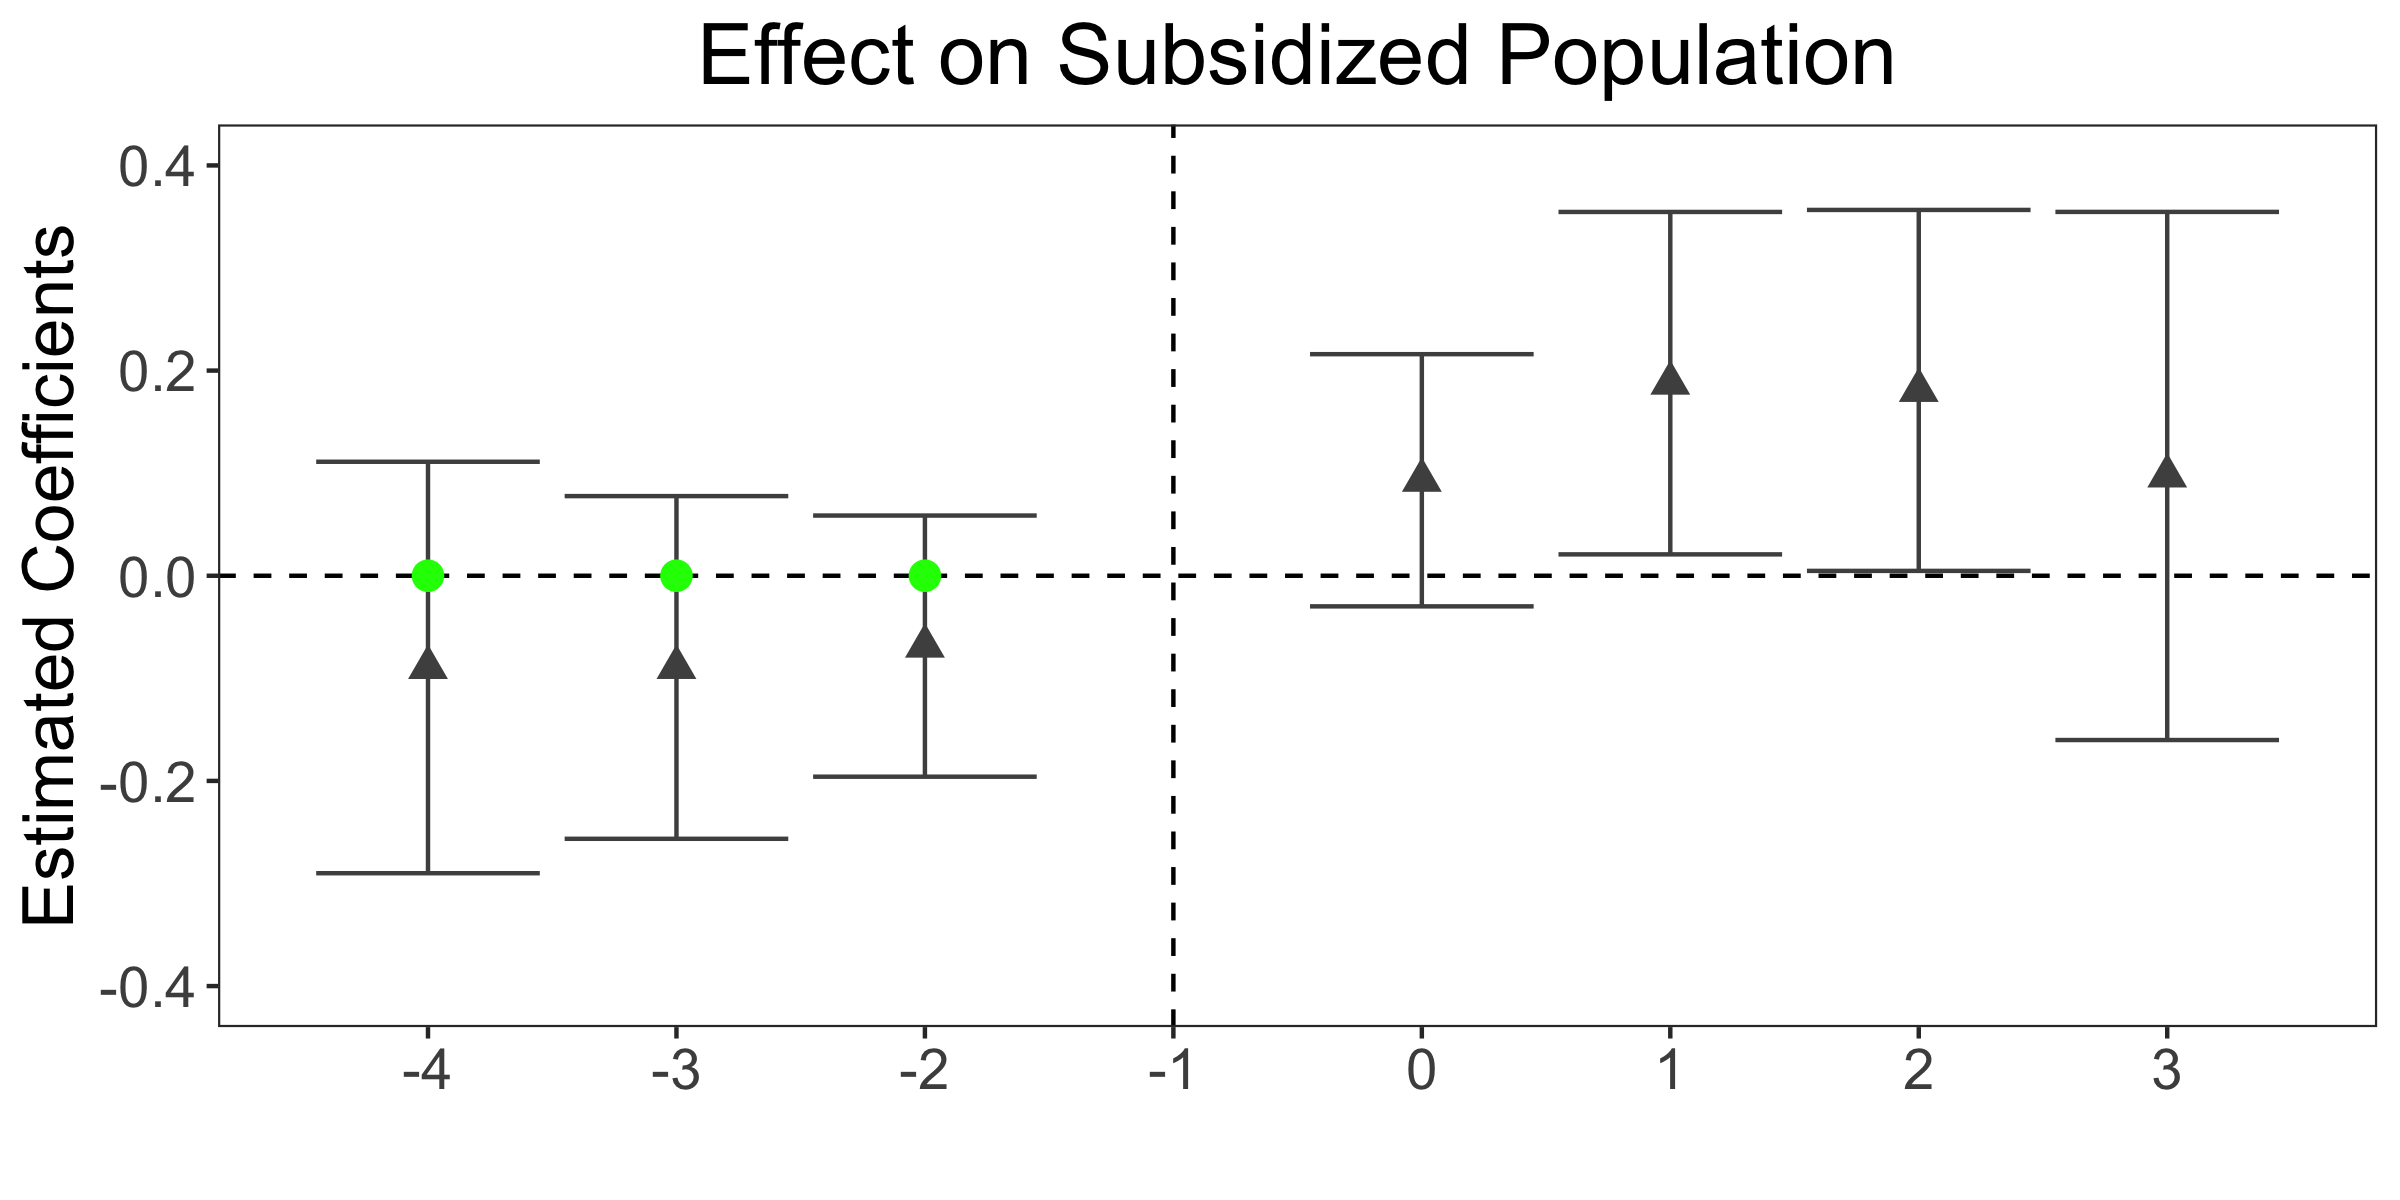 Effect on Subsidized Population
Estimated Coefficients
0.4
0.2
0.0
-0.2
-0.4
-4 -3 -2 -1 0 1 2 3